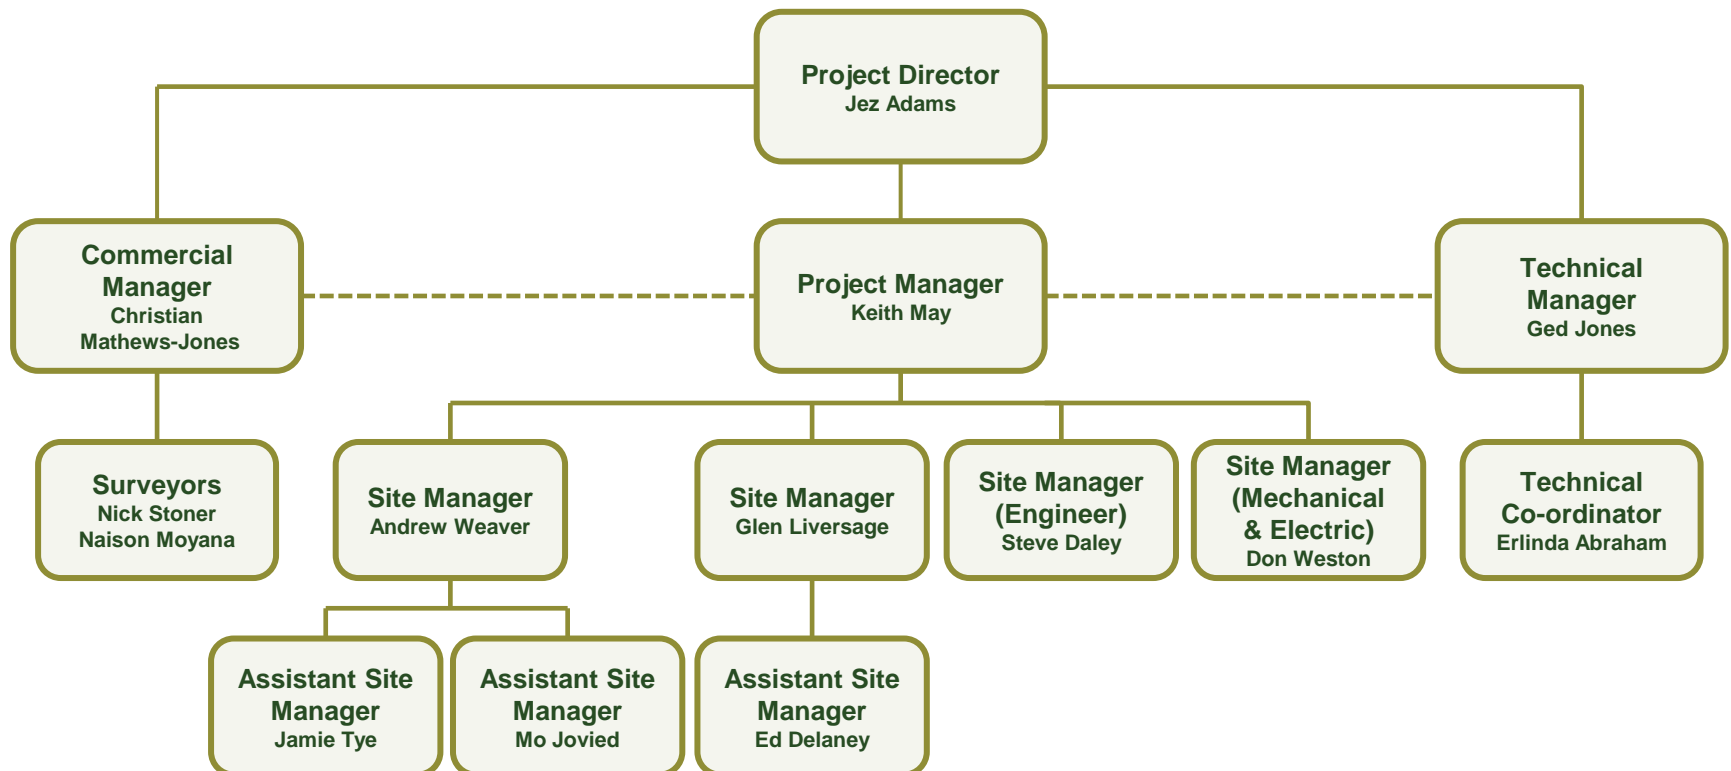 Project Director
Jez Adams
Commercial
Manager
Christian
Mathews-Jones
Project Manager
Keith May
Technical
Manager
Ged Jones
Surveyors
Nick Stoner
Naison Moyana
Site Manager
Andrew Weaver
Site Manager
Glen Liversage
Site Manager
(Engineer)
Steve Daley
Site Manager
(Mechanical
& Electric)
Don Weston
Technical
Co-ordinator
Erlinda Abraham
Assistant Site
Manager
Jamie Tye
Assistant Site
Manager
Mo Jovied
Assistant Site
Manager
Ed Delaney